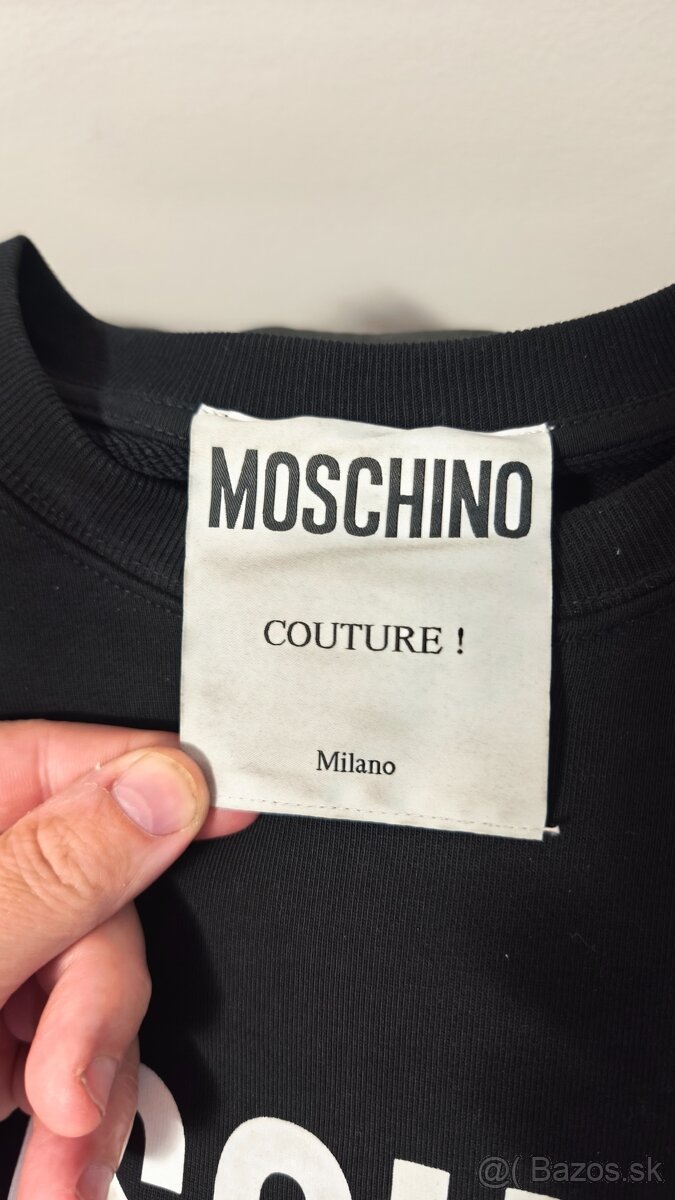 MOSCHINO
COUTURE !
Milano
@( Bazos.sk